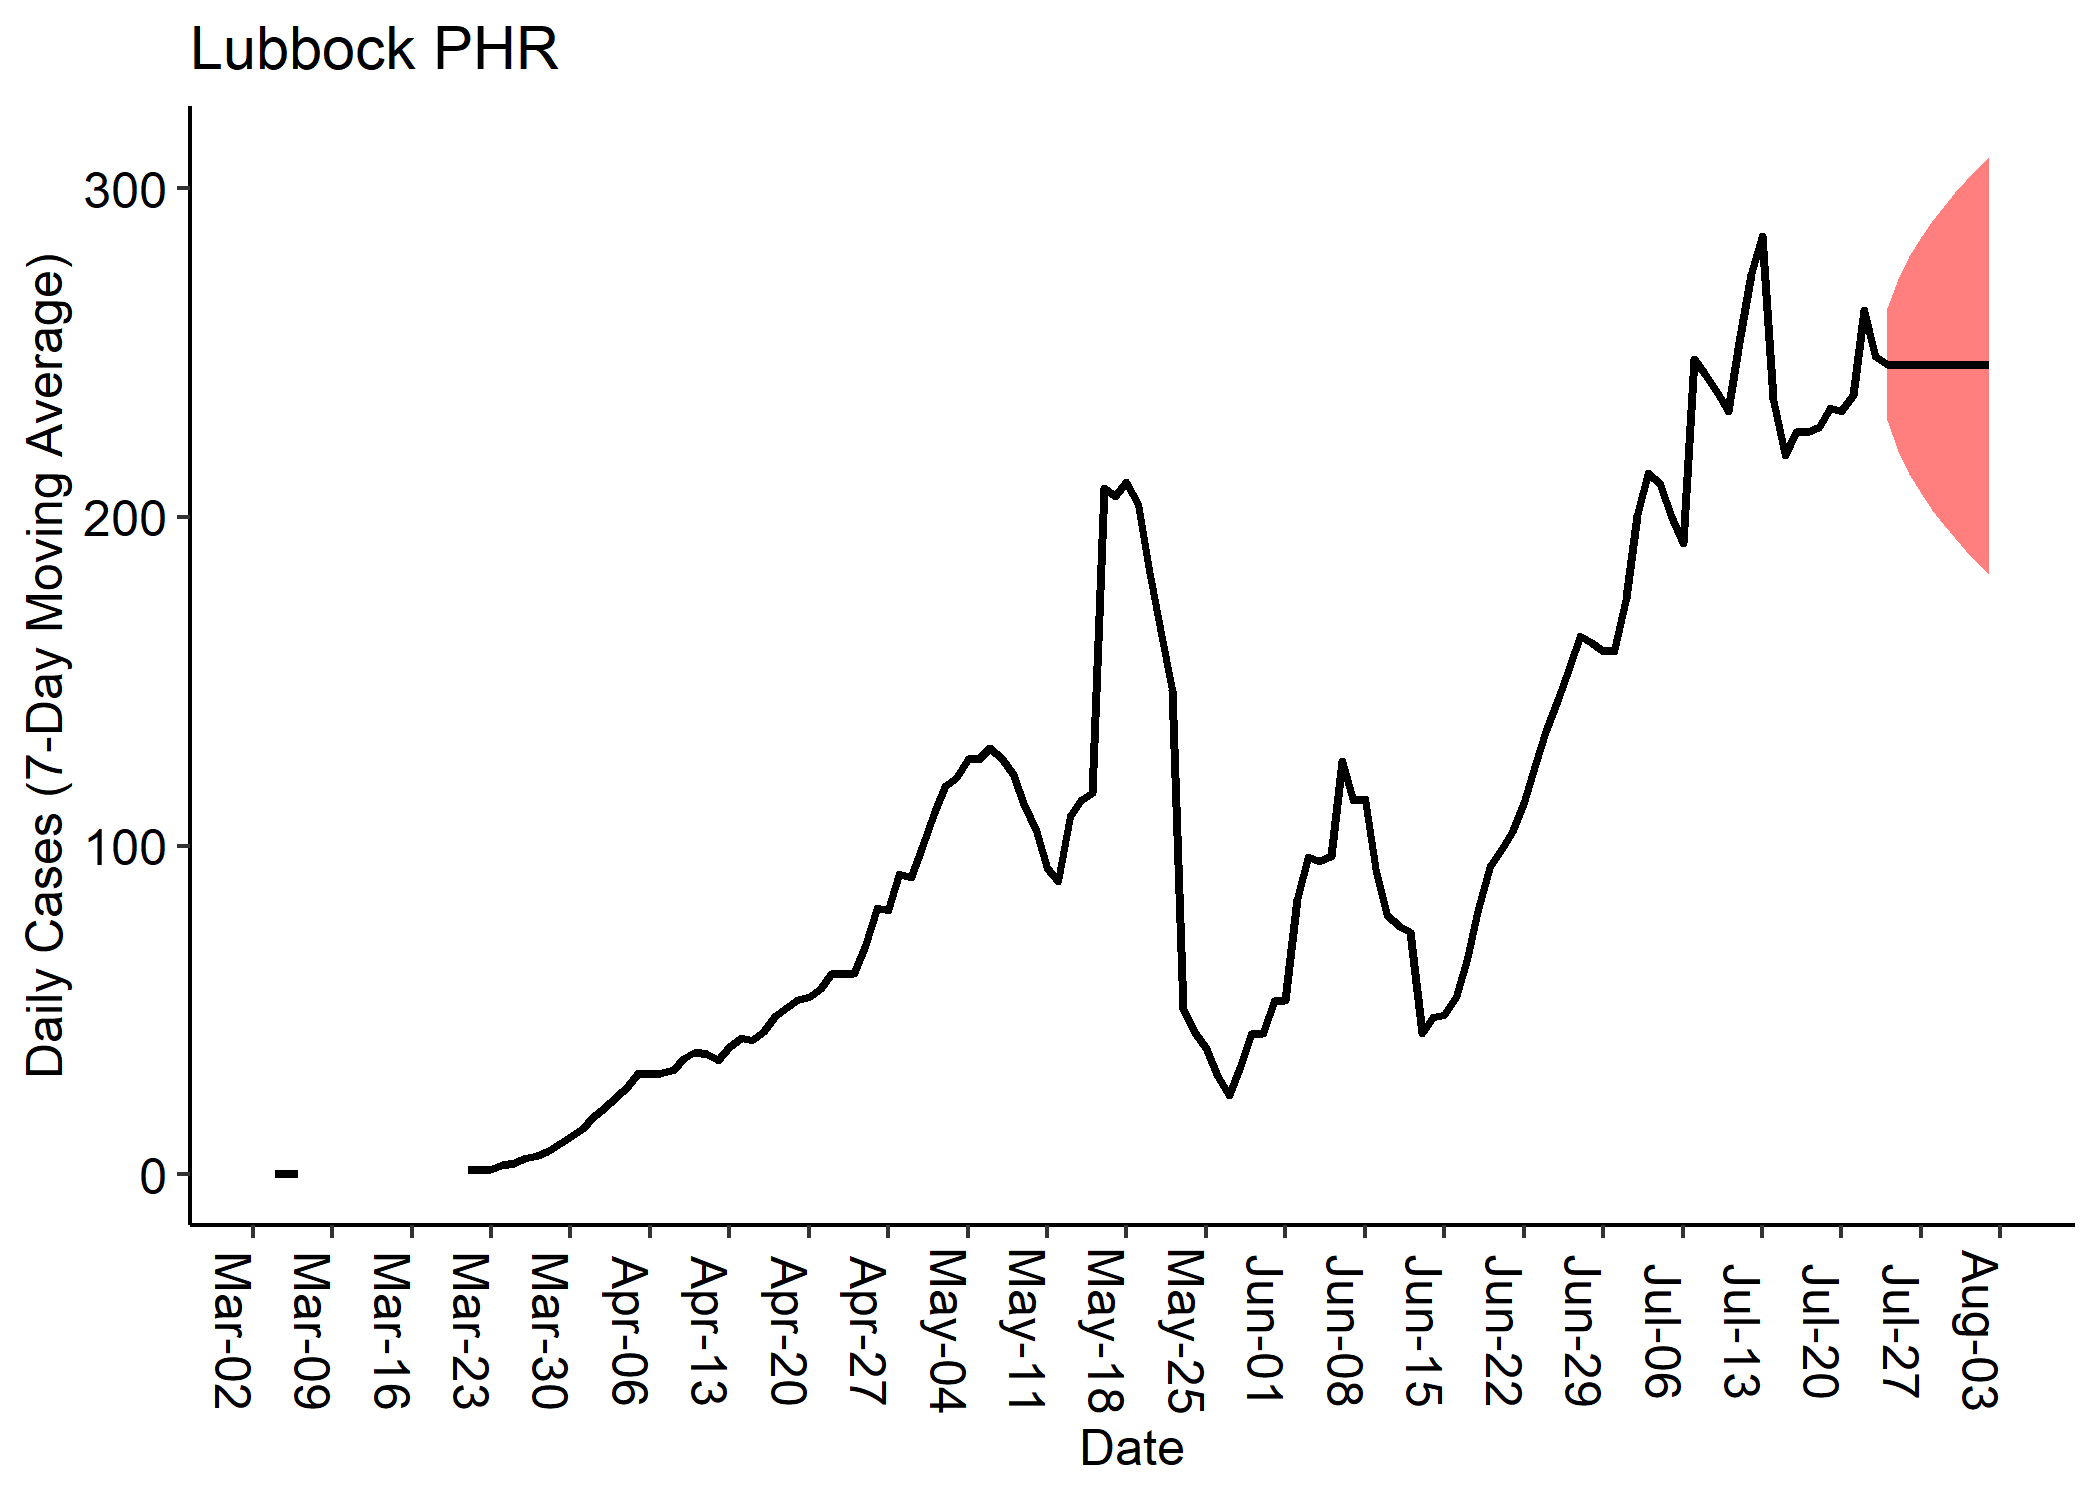 Lubbock PHR
Daily Cases (7-Day Moving Average)
300
200
100
0
Mar-02
Mar-09
Mar-16
Mar-23
Mar-30
Apr-06
Apr-13
Apr-20
Apr-27
May-04
May-11
May-18
May-25
Jun-01
Jun-08
Jun-15
Jun-22
Jun-29
Jul-06
Jul-13
Jul-20
Jul-27
Aug-03
Date